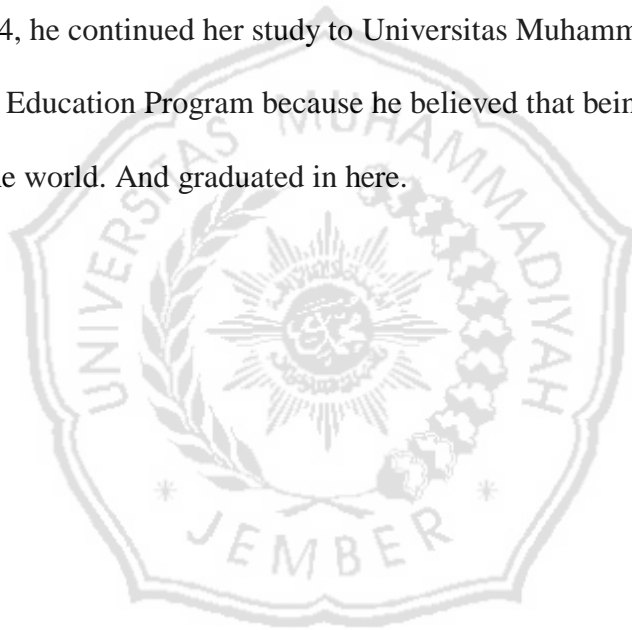 4, he continued her study to Universitas Muhamm
Education Program because he believed that bein
e world. And graduated in here.
UNIVERSITAS MUHAMMADIYAH
JEMBER